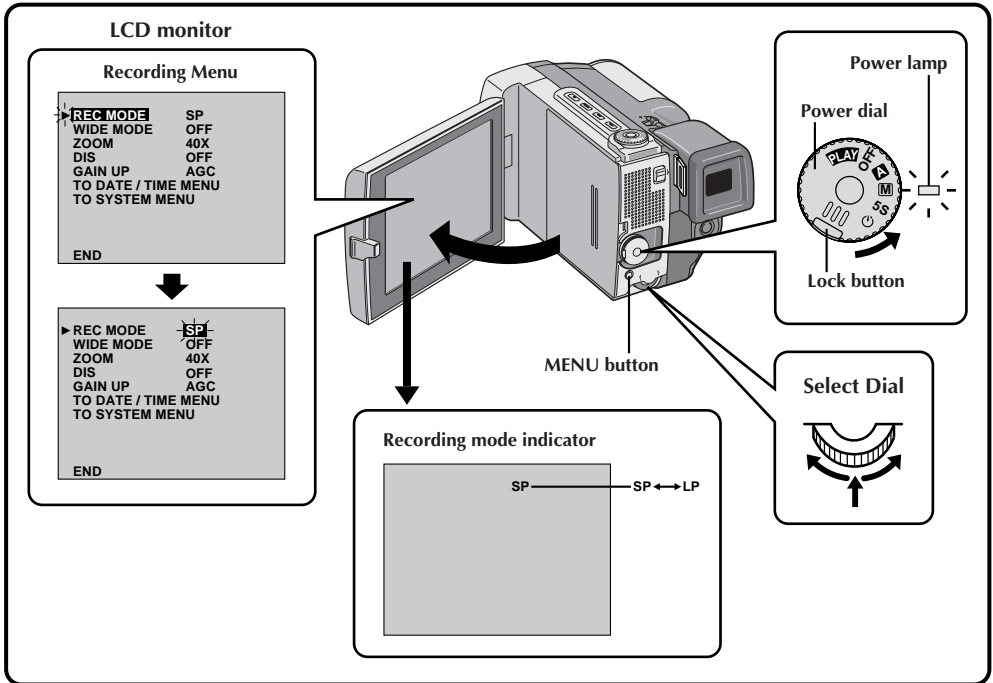 LCD monitor
Recording Menu
►REC MODE SP
WIDE MODE OFF
ZOOM 40X
DIS OFF
GAIN UP AGC
TO DATE / TIME MENU
TO SYSTEM MENU
END
►REC MODE SP
WIDE MODE OFF
ZOOM 40X
DIS OFF
GAIN UP AGC
TO DATE / TIME MENU
TO SYSTEM MENU
END
MENU button
Recording mode indicator
SP SP↔LP
Power lamp
Power dial
PLAY OFF A M 5S
Lock button
Select Dial